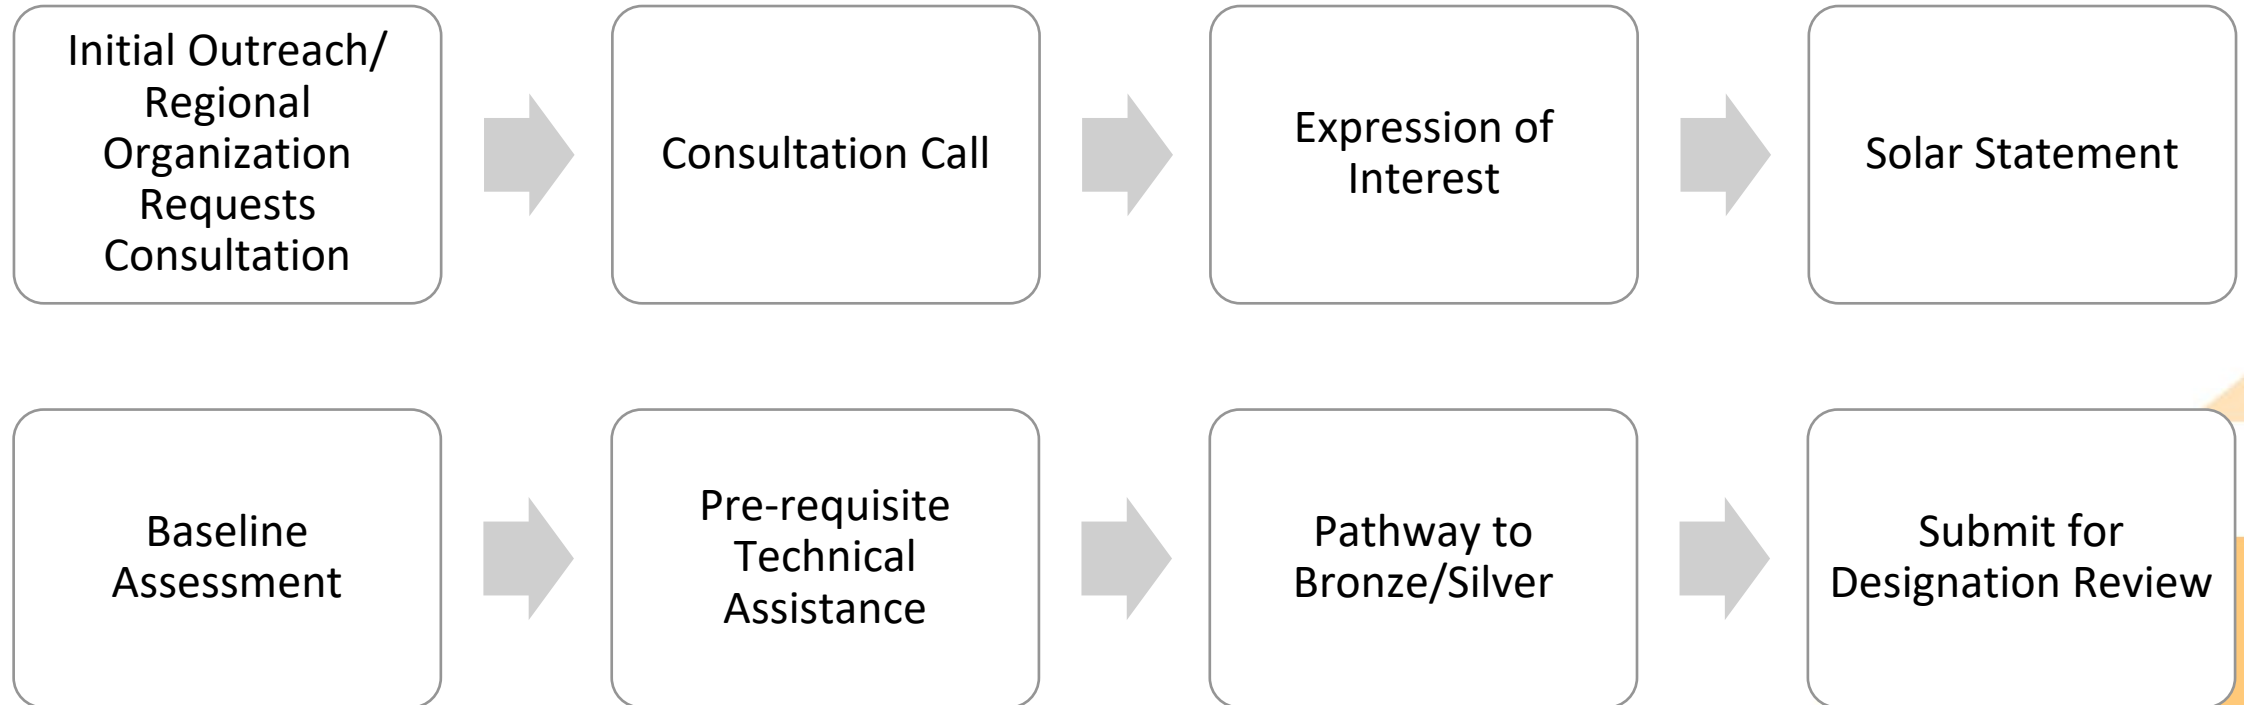 Initial Outreach/
Regional
Organization
Requests
Consultation
Consultation Call
Expression of
Interest
Solar Statement
Baseline
Assessment
Pre-requisite
Technical
Assistance
Pathway to
Bronze/Silver
Submit for
Designation Review